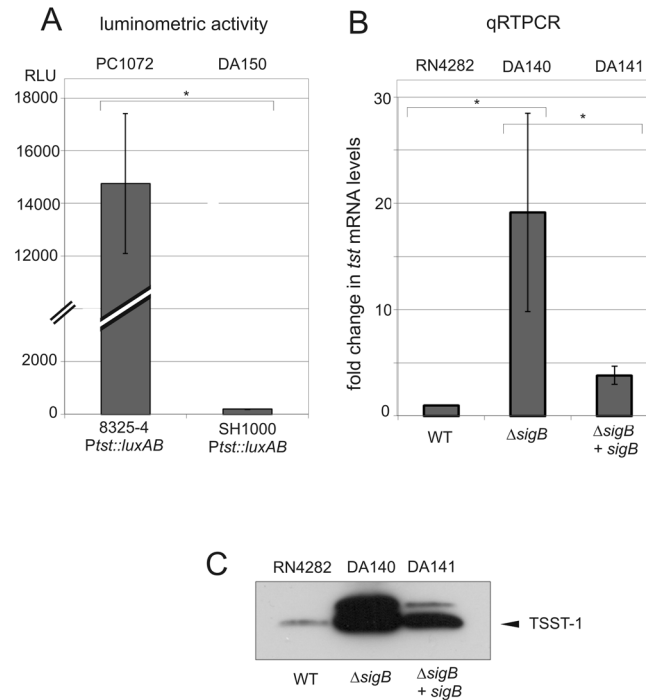 A luminometric activity
PC1072 DA150
RLU
*
18000
16000
14000
12000
2000
0
8325-4 SH1000
Ptst::luxAB Ptst::luxAB
B qRTPCR
RN4282 DA140 DA141
30
* *
20
fold change in tst mRNA levels
10
0
WT ΔsigB ΔsigB
+ sigB
C RN4282 DA140 DA141
TSST-1
WT ΔsigB ΔsigB
+ sigB